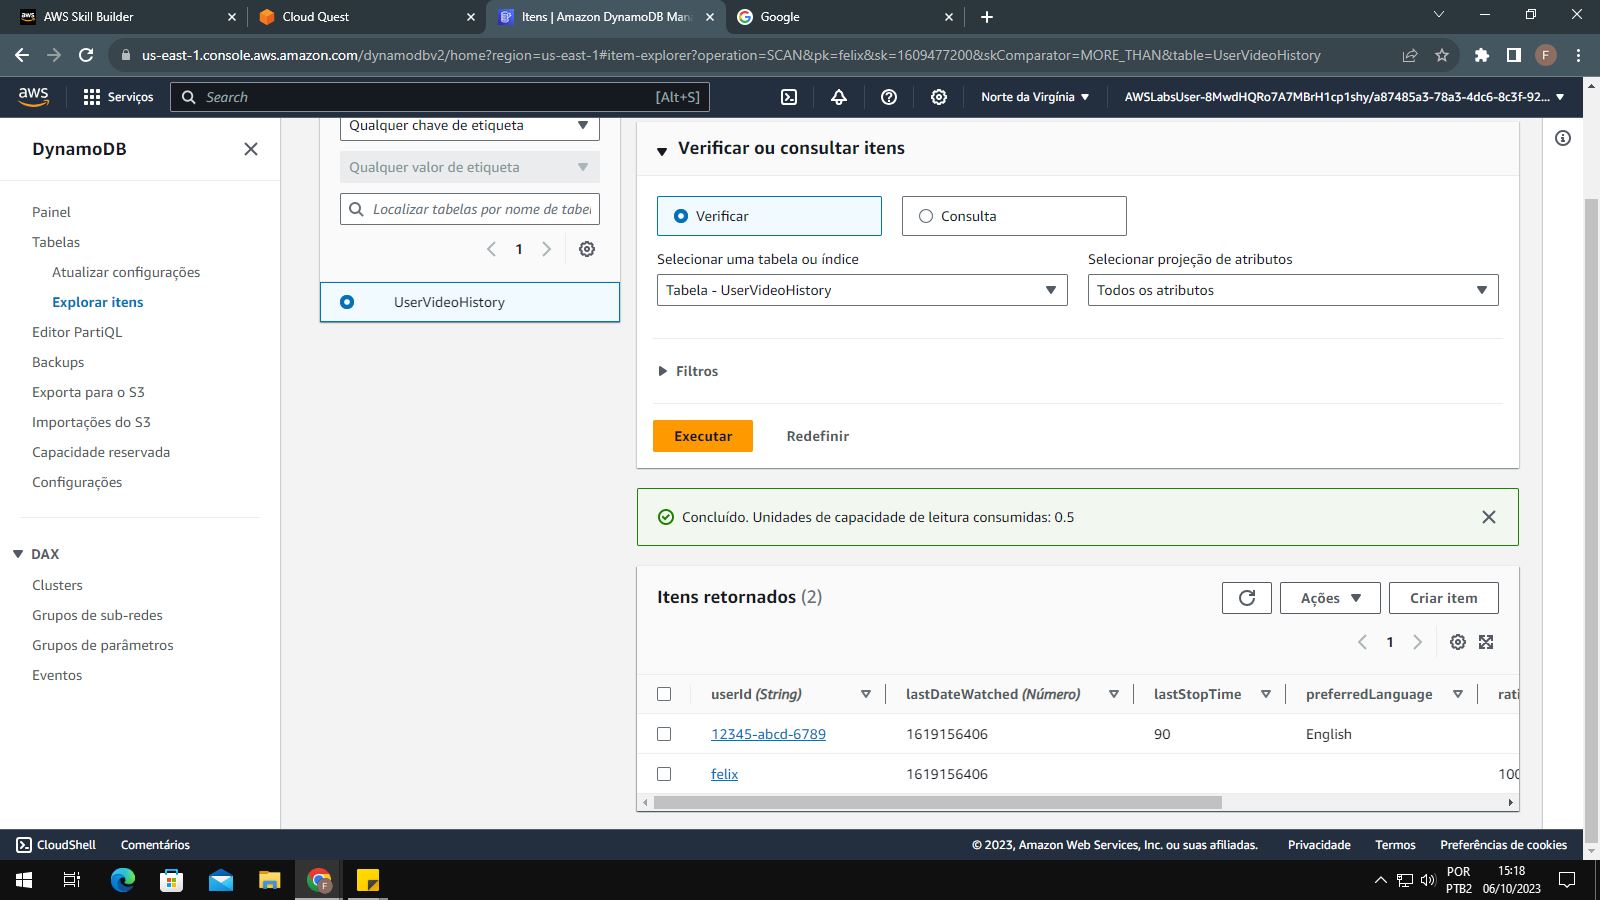 AWS Skill Builder
Cloud Quest
Itens | Amazon DynamoDB Man
Google
us-east-1.console.aws.amazon.com/dynamodbv2/home?region=us-east-1#item-explorer?operation=SCAN&pk=felix&sk=1609477200&skComparator=MORE_THAN&table=UserVideoHistory
F
aws
Serviços
Search
[Alt+S]
Norte da Virgínia
AWSLabsUser-8MwdHQRo7A7MBrH1cp1shy/a87485a3-78a3-4dc6-8c3f-92...
DynamoDB
Painel
Tabelas
Atualizar configurações
Explorar itens
Editor PartiQL
Backups
Exporta para o S3
Importações do S3
Capacidade reservada
Configurações
DAX
Clusters
Grupos de sub-redes
Grupos de parâmetros
Eventos
Qualquer chave de etiqueta
Qualquer valor de etiqueta
Localizar tabelas por nome de tabel
1
UserVideoHistory
Verificar ou consultar itens
Verificar
Consulta
Selecionar uma tabela ou índice
Selecionar projeção de atributos
Tabela - UserVideoHistory
Todos os atributos
Filtros
Executar
Redefinir
Concluído. Unidades de capacidade de leitura consumidas: 0.5
Itens retornados (2)
Ações
Criar item
1
userId (String)
lastDateWatched (Número)
lastStopTime
preferredLanguage
rati
12345-abcd-6789
1619156406
90
English
felix
1619156406
100
CloudShell
Comentários
© 2023, Amazon Web Services, Inc. ou suas afiliadas.
Privacidade
Termos
Preferências de cookies
F
POR
PTB2
15:18
06/10/2023